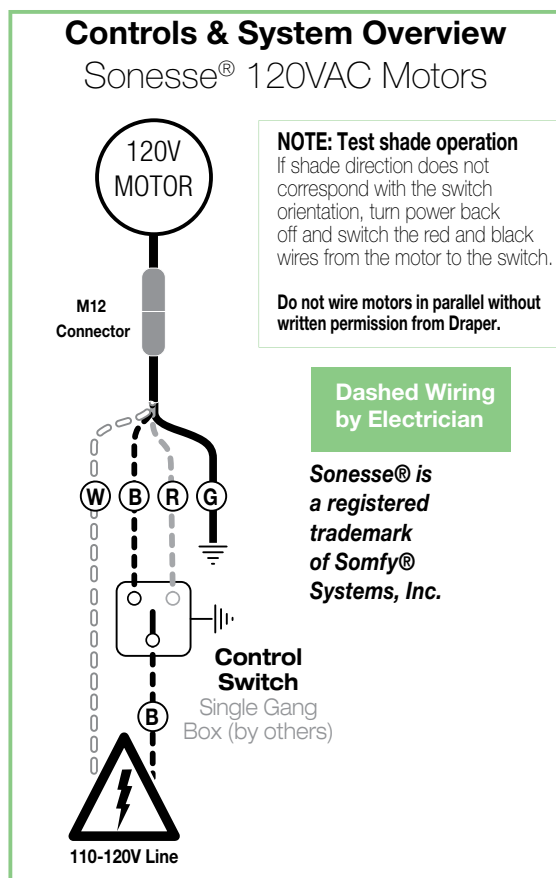 Controls & System Overview
Sonesse® 120VAC Motors
120V
MOTOR
NOTE: Test shade operation
If shade direction does not
correspond with the switch
orientation, turn power back
off and switch the red and black
wires from the motor to the switch.
Do not wire motors in parallel without
written permission from Draper.
M12
Connector
Dashed Wiring
by Electrician
Sonesse® is
a registered
trademark
of Somfy®
Systems, Inc.
W B R G
Control
Switch
Single Gang
Box (by others)
B
110-120V Line